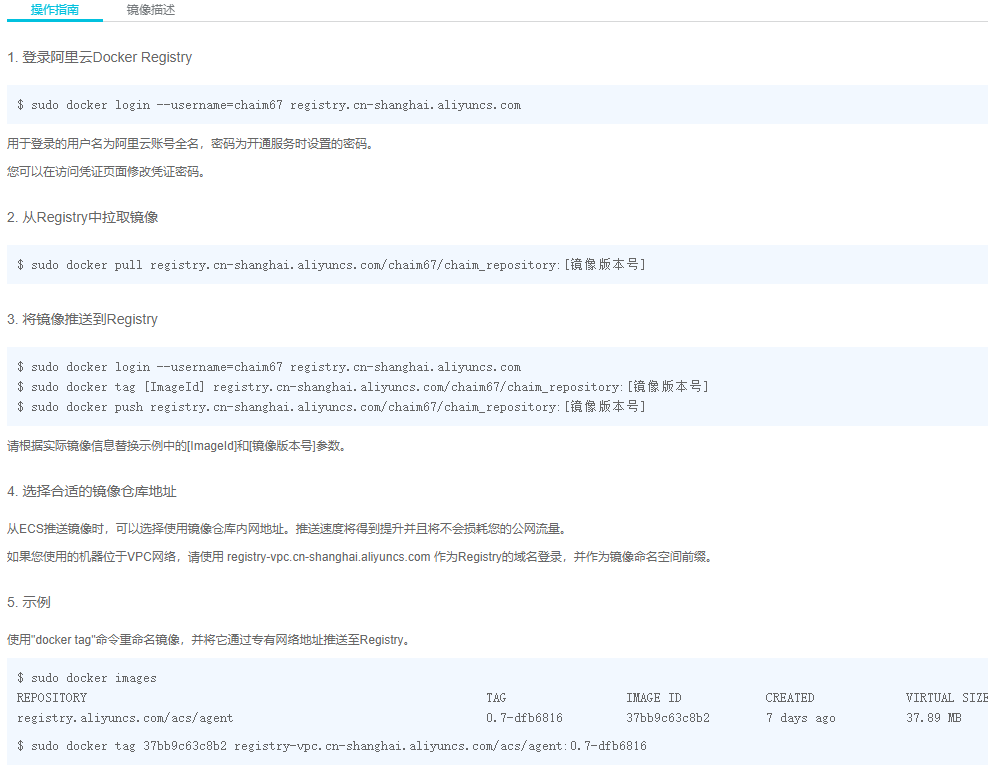 操作指南 镜像描述
1. 登录阿里云Docker Registry
$ sudo docker login --username=chaim67 registry.cn-shanghai.aliyuncs.com
用于登录的用户名为阿里云账号全名，密码为开通服务时设置的密码。
您可以在访问凭证页面修改凭证密码。
2. 从Registry中拉取镜像
$ sudo docker pull registry.cn-shanghai.aliyuncs.com/chaim67/chaim_repository:[镜像版本号]
3. 将镜像推送到Registry
$ sudo docker login --username=chaim67 registry.cn-shanghai.aliyuncs.com
$ sudo docker tag [ImageId] registry.cn-shanghai.aliyuncs.com/chaim67/chaim_repository:[镜像版本号]
$ sudo docker push registry.cn-shanghai.aliyuncs.com/chaim67/chaim_repository:[镜像版本号]
请根据实际镜像信息替换示例中的[ImageId]和[镜像版本号]参数。
4. 选择合适的镜像仓库地址
从ECS推送镜像时，可以选择使用镜像仓库内网地址。推送速度将得到提升并且将不会损耗您的公网流量。
如果您使用的机器位于VPC网络，请使用 registry-vpc.cn-shanghai.aliyuncs.com 作为Registry的域名登录，并作为镜像命名空间前缀。
5. 示例
使用"docker tag"命令重命名镜像，并将它通过专有网络地址推送至Registry。
$ sudo docker images
REPOSITORY TAG IMAGE ID CREATED VIRTUAL SIZE
registry.aliyuncs.com/acs/agent 0.7-dfb6816 37bb9c63c8b2 7 days ago 37.89 MB
$ sudo docker tag 37bb9c63c8b2 registry-vpc.cn-shanghai.aliyuncs.com/acs/agent:0.7-dfb6816